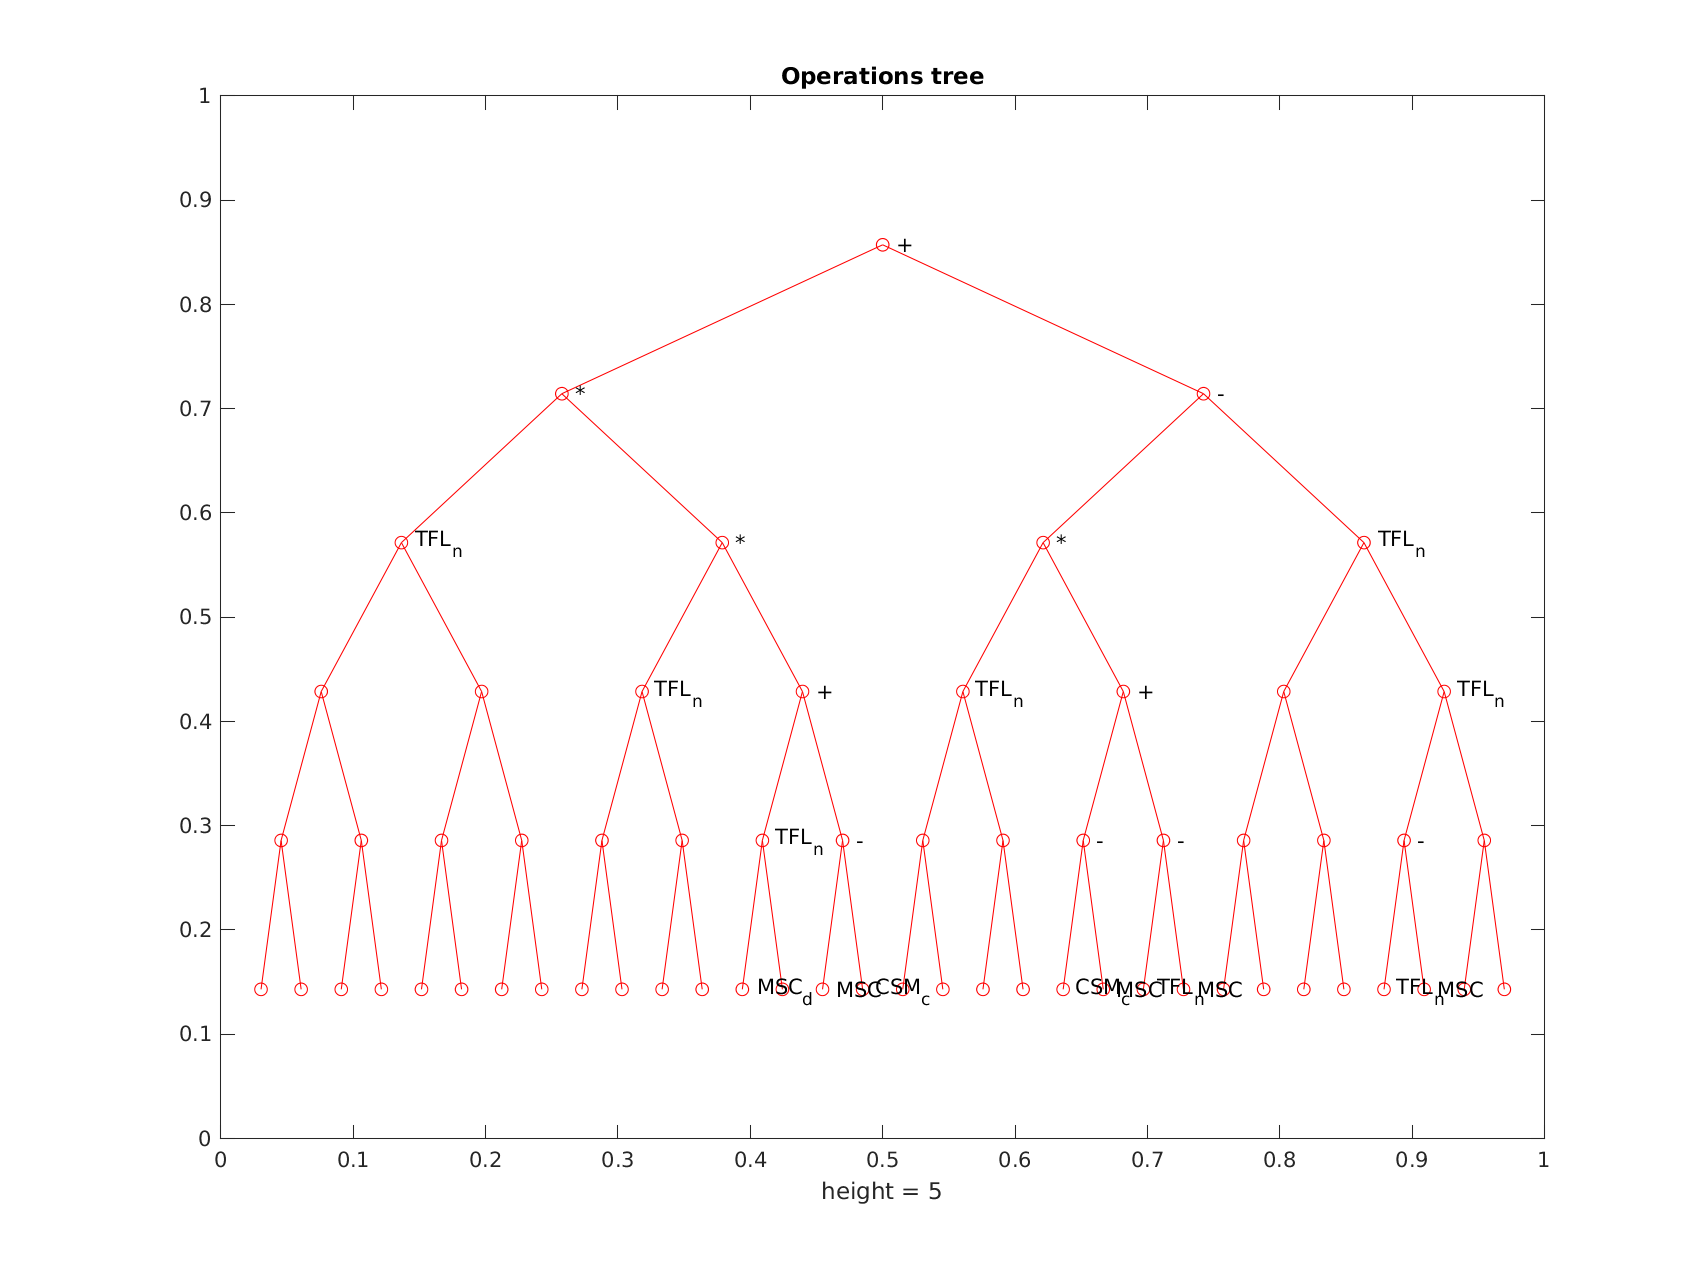 Operations tree
1
0.9
+
0.8
* -
0.7
0.6
TFLn * * TFLn
0.5
TFLn + TFLn + TFLn
0.4
0.3
TFLn - - - -
0.2
MSCd MSC CSMc CSMc MSC TFLn MSC TFLn MSC
0.1
0
0 0.1 0.2 0.3 0.4 0.5 0.6 0.7 0.8 0.9 1
height = 5